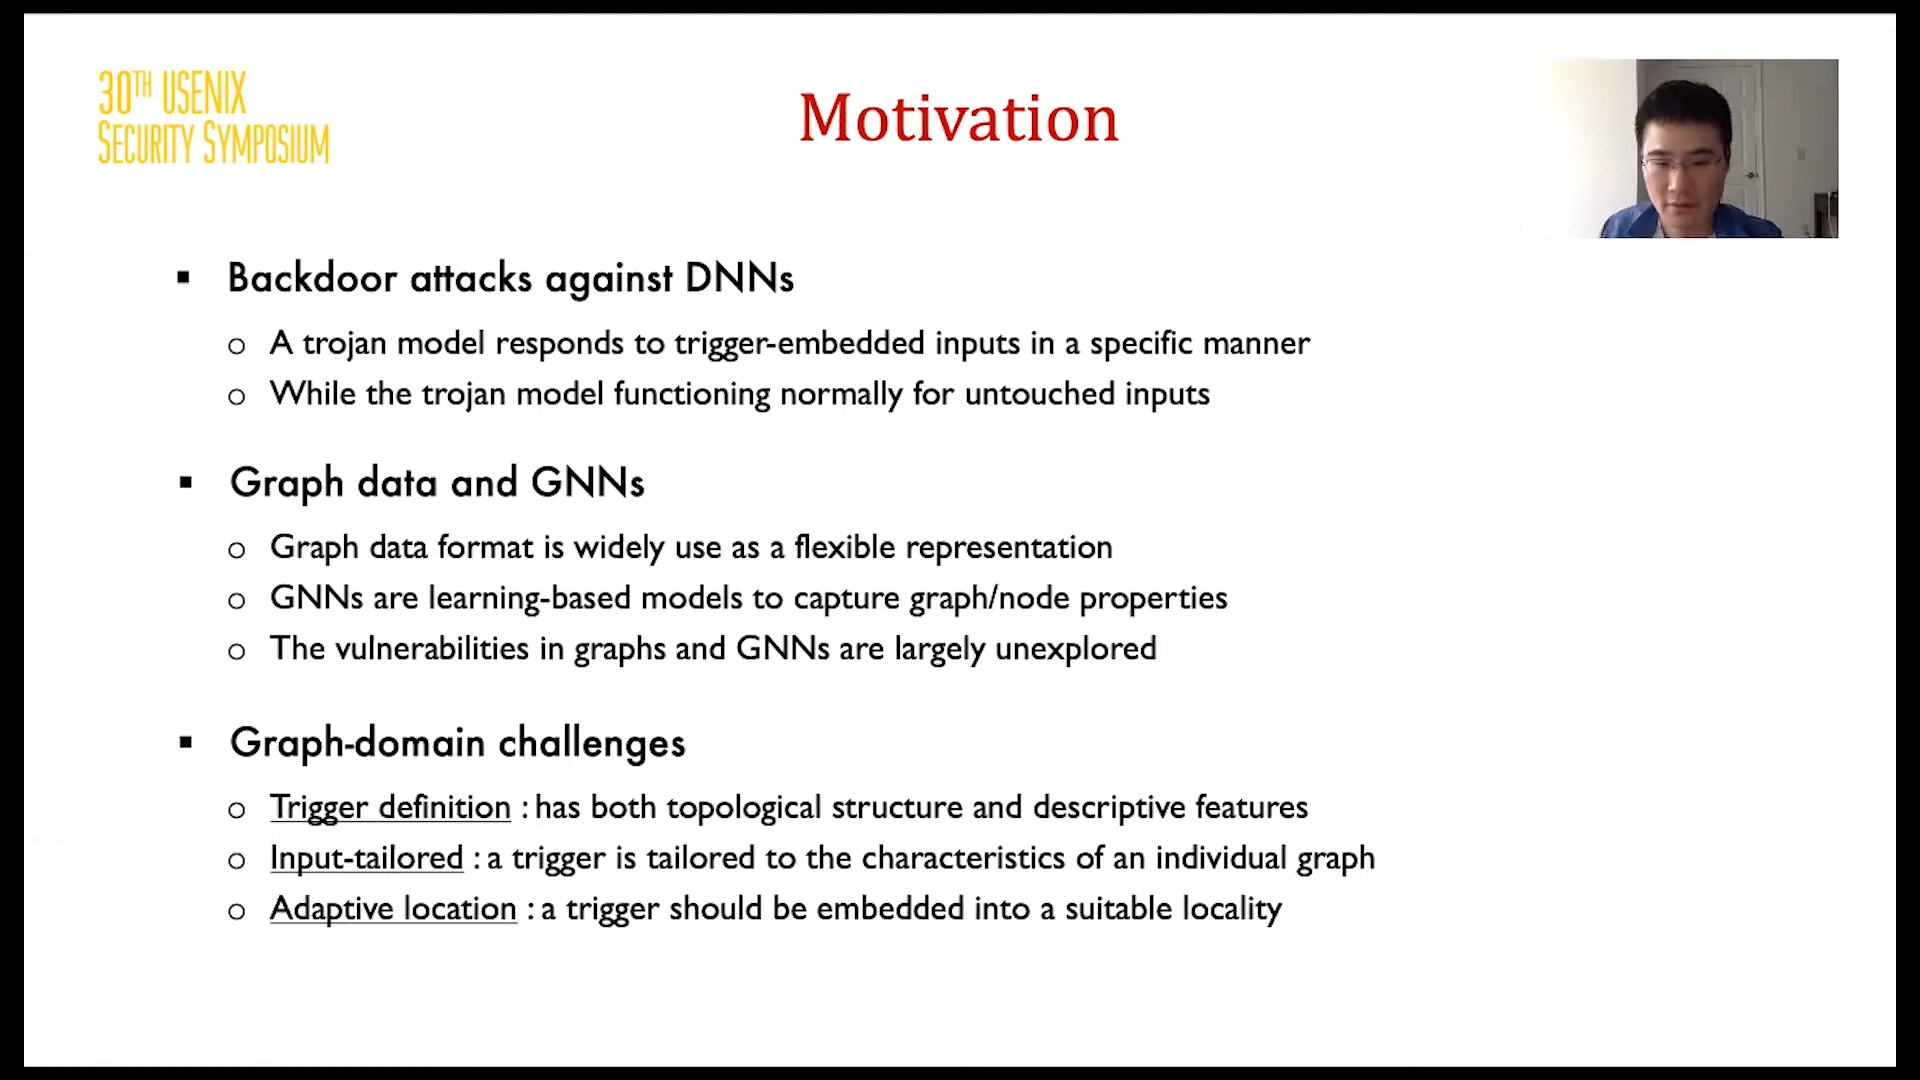 30TH USENIX
SECURITY SYMPOSIUM
Motivation
Backdoor attacks against DNNs
A trojan model responds to trigger-embedded inputs in a specific manner
While the trojan model functioning normally for untouched inputs
Graph data and GNNs
Graph data format is widely use as a flexible representation
GNNs are learning-based models to capture graph/node properties
The vulnerabilities in graphs and GNNs are largely unexplored
Graph-domain challenges
Trigger definition : has both topological structure and descriptive features
Input-tailored : a trigger is tailored to the characteristics of an individual graph
Adaptive location : a trigger should be embedded into a suitable locality